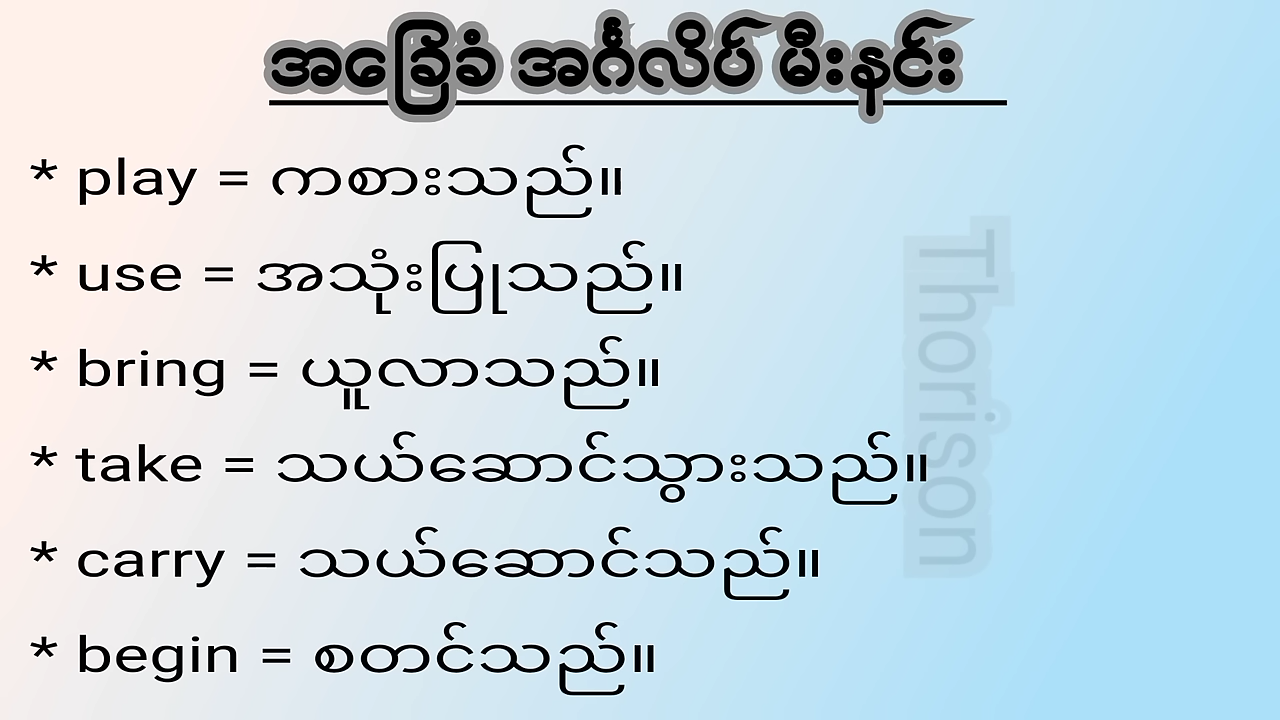 အခြေခံ အင်္ဂလိပ် မီးနင်း
* play = ကစားသည်။
* use = အသုံးပြုသည်။
* bring = ယူလာသည်။
* take = သယ်ဆောင်သွားသည်။
* carry = သယ်ဆောင်သည်။
* begin = စတင်သည်။
Thorison